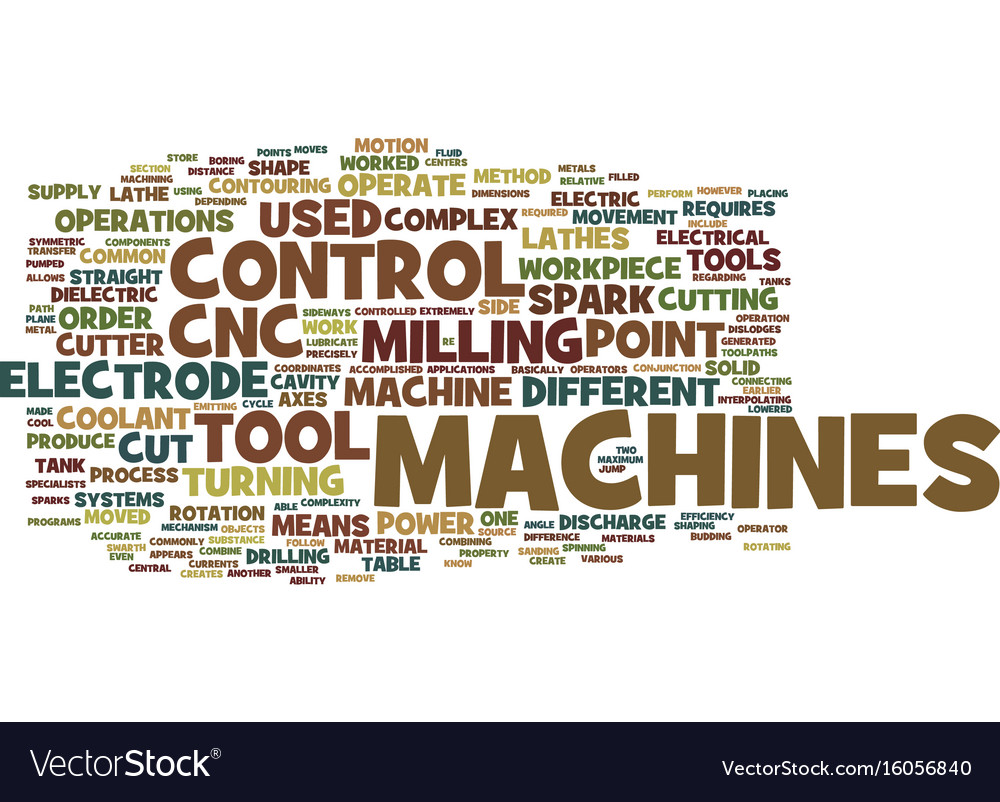 MOTION
POINTS MOVES FLUID
STORE BORING SHAPE WORKED CENTERS
SECTION DISTANCE METHOD METALS
MACHINING CONTOURING OPERATE RELATIVE FILLED
SUPPLY LATHE USING DIMENSIONS ELECTRIC PERFORM HOWEVER PLACING
DEPENDING USED COMPLEX REQUIRED MOVEMENT REQUIRES
OPERATIONS INCLUDE
SYMMETRIC COMPONENTS LATHES ELECTRICAL
TRANSFER COMMON CONTROL WORKPIECE TOOLS
PUMPED
ALLOWS STRAIGHT REGARDING TANKS
DIELECTRIC SPARK CUTTING
PATH SIDEWAYS CONTROLLED EXTREMELY SIDE
PLANE ORDER CNC WORK MILLING POINT OPERATION
METAL DISLODGES
CUTTER LUBRICATE RE GENERATED
PRECISELY TOOLPATHS
ELECTRODE COORDINATES ACCOMPLISHED APPLICATIONS BASICALLY OPERATORS CONJUNCTION SOLID
CAVITY MACHINE DIFFERENT CONNECTING
EARLIER
AXES INTERPOLATING
MADE COOLANT EMITTING CYCLE LOWERED
COOL TOOL MACHINES
PRODUCE CUT TWO
TANK MAXIMUM
PROCESS TURNING JUMP
SPECIALISTS
SPARKS SYSTEMS ABLE COMPLEXITY
PROGRAMS MOVED ROTATION MEANS POWER ONE ANGLE DISCHARGE EFFICIENCY
MECHANISM OBJECTS SOURCE SHAPING OPERATOR
ACCURATE COMMONLY SUBSTANCE FOLLOW MATERIAL COMBINING DIFFERENCE MATERIALS BUDDING
SWARTH APPEARS COMBINE DRILLING PROPERTY SANDING SPINNING ROTATING
EVEN CURRENTS TABLE KNOW CREATE VARIOUS
CENTRAL CREATES ANOTHER SMALLER
ABILITY REMOVE
VectorStock®
VectorStock.com/16056840